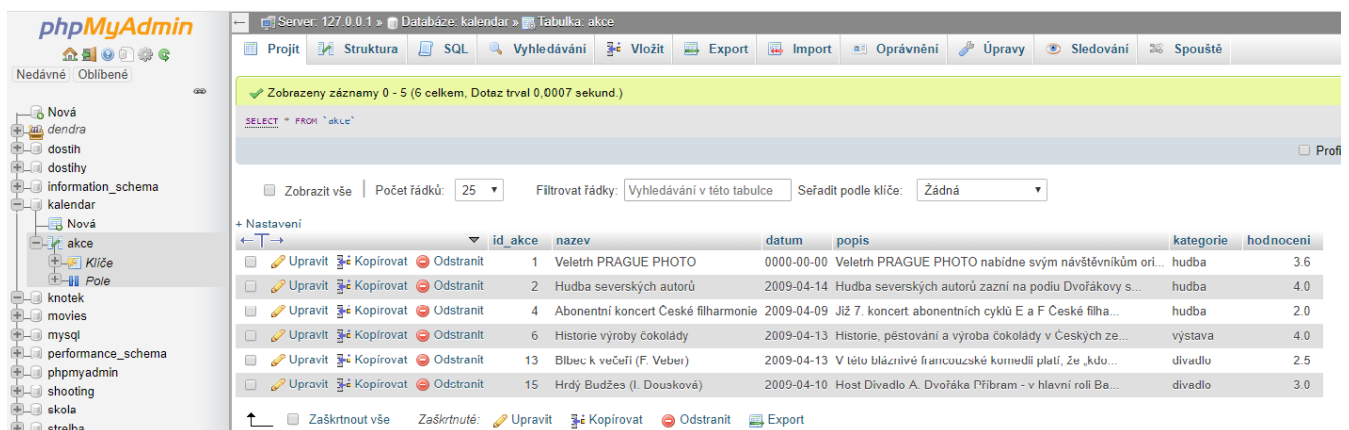 phpMyAdmin
Nedávné Oblíbené
Nová
dendra
dostih
dostihy
information_schema
kalendar
Nová
akce
Klíče
Pole
knotek
movies
mysql
performance_schema
phpmyadmin
shooting
skola
strelba
← Server: 127.0.0.1 » Databáze: kalendar » Tabulka: akce
Projít Struktura SQL Vyhledávání Vložit Export Import Oprávnění Úpravy Sledování Spouště
Zobrazeny záznamy 0 - 5 (6 celkem, Dotaz trval 0,0007 sekund.)
SELECT * FROM `akce`
Profi
Zobrazit vše | Počet řádků: 25 Filtrovat řádky: Vyhledávání v této tabulce Seřadit podle klíče: Žádná
+ Nastavení
←T→ id_akce nazev datum popis kategorie hodnoceni
Upravit Kopírovat Odstranit 1 Veletrh PRAGUE PHOTO 0000-00-00 Veletrh PRAGUE PHOTO nabídne svým návštěvníkům ori... hudba 3.6
Upravit Kopírovat Odstranit 2 Hudba severských autorů 2009-04-14 Hudba severských autorů zazní na podiu Dvořákovy s... hudba 4.0
Upravit Kopírovat Odstranit 4 Abonentní koncert České filharmonie 2009-04-09 Již 7. koncert abonentních cyklů E a F České filha... hudba 2.0
Upravit Kopírovat Odstranit 6 Historie výroby čokolády 2009-04-13 Historie, pěstování a výroba čokolády v Českých ze... výstava 4.0
Upravit Kopírovat Odstranit 13 Blbec k večeři (F. Veber) 2009-04-13 V této bláznivé francouzské komedii platí, že „kdo... divadlo 2.5
Upravit Kopírovat Odstranit 15 Hrdý Budžes (I. Dousková) 2009-04-10 Host Divadlo A. Dvořáka Příbram - v hlavní roli Ba... divadlo 3.0
Zaškrtnout vše Zaškrtnuté: Upravit Kopírovat Odstranit Export